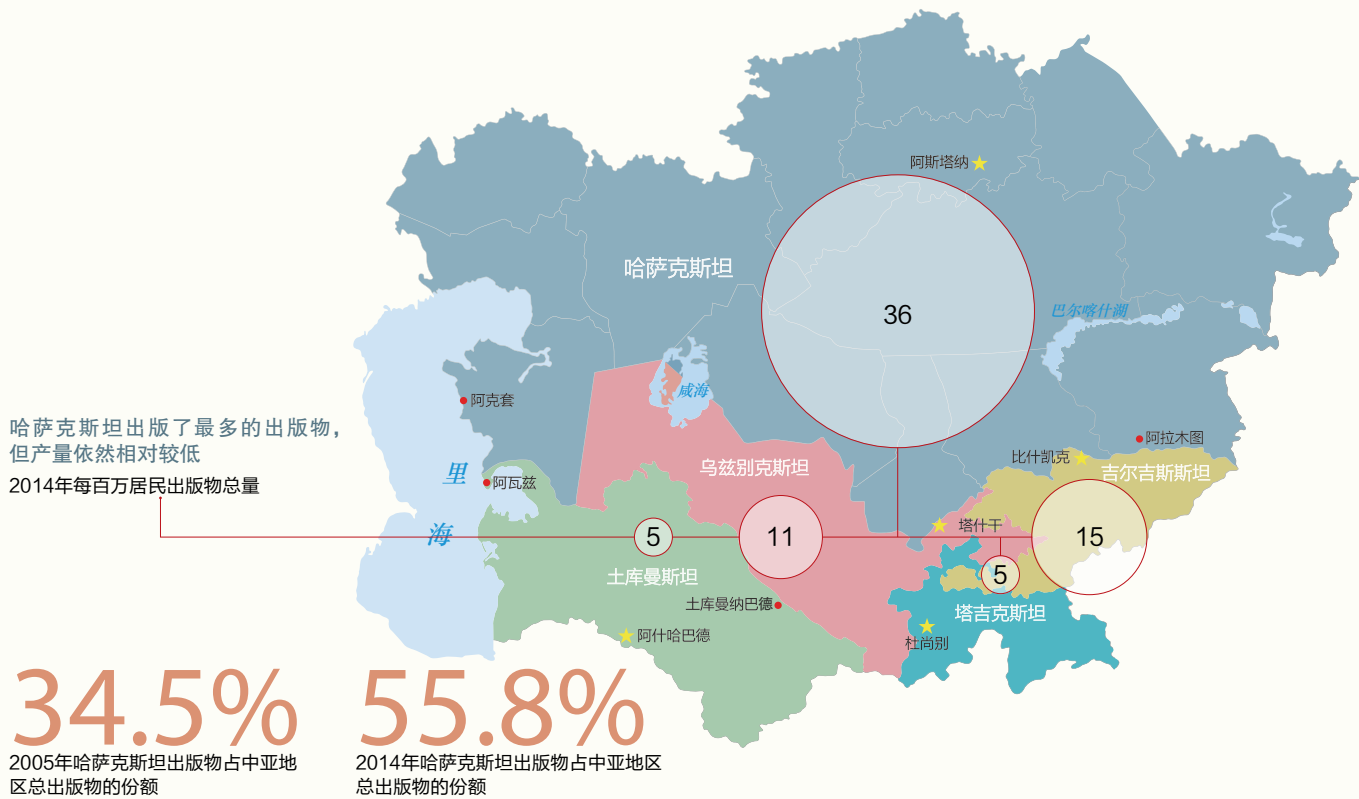 阿斯塔纳
哈萨克斯坦
36
巴尔喀什湖
咸海
阿克套
哈萨克斯坦出版了最多的出版物，
但产量依然相对较低
2014年每百万居民出版物总量
阿拉木图
比什凯克
吉尔吉斯斯坦
乌兹别克斯坦
里
海
阿瓦兹
塔什干
5
11
15
5
土库曼斯坦
土库曼纳巴德
塔吉克斯坦
阿什哈巴德
杜尚别
34.5%
2005年哈萨克斯坦出版物占中亚地
区总出版物的份额
55.8%
2014年哈萨克斯坦出版物占中亚地区
总出版物的份额